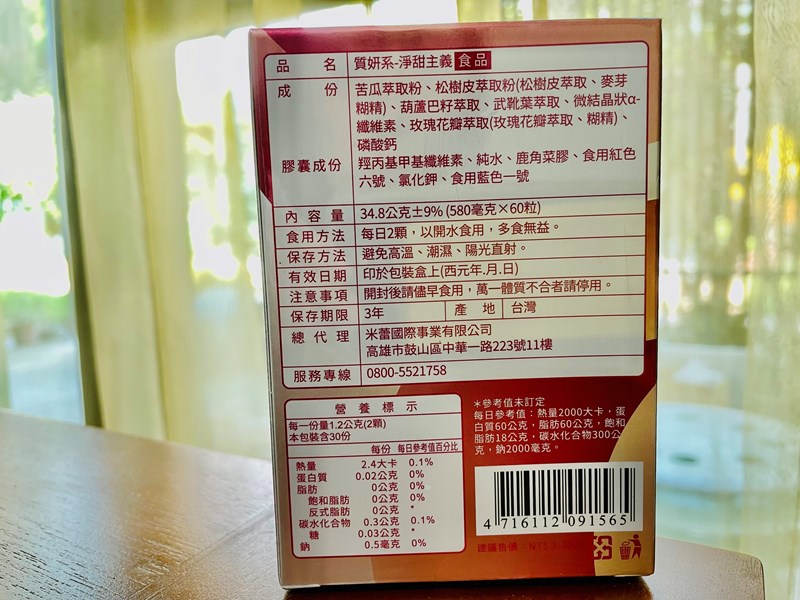 品名 質妍系-淨甜主義 食品
成份 苦瓜萃取粉、松樹皮萃取粉(松樹皮萃取、麥芽
糊精)、葫蘆巴籽萃取、武靴葉萃取、微結晶狀α-
纖維素、玫瑰花瓣萃取(玫瑰花瓣萃取、糊精)、
磷酸鈣
膠囊成份 羥丙基甲基纖維素、純水、鹿角菜膠、食用紅色
六號、氯化鉀、食用藍色一號
內容量 34.8公克±9% (580毫克×60粒)
食用方法 每日2顆，以開水食用，多食無益。
保存方法 避免高溫、潮濕、陽光直射。
有效日期 印於包裝盒上(西元年.月.日)
注意事項 開封後請儘早食用，萬一體質不合者請停用。
保存期限 3年 產地 台灣
總代理 米蕾國際事業有限公司
高雄市鼓山區中華一路223號11樓
服務專線 0800-5521758
營養標示
每一份量1.2公克(2顆)
本包裝含30份
每份 每日參考值百分比
熱量 2.4大卡 0.1%
蛋白質 0.02公克 0%
脂肪 0公克 0%
飽和脂肪 0公克 0%
反式脂肪 0公克 *
碳水化合物 0.3公克 0.1%
糖 0.03公克 *
鈉 0.5毫克 0%
＊參考值未訂定
每日參考值：熱量2000大卡，蛋
白質60公克，脂肪60公克，飽和
脂肪18公克，碳水化合物300公
克，鈉2000毫克。
4 716112 091565
建議售價：NT$